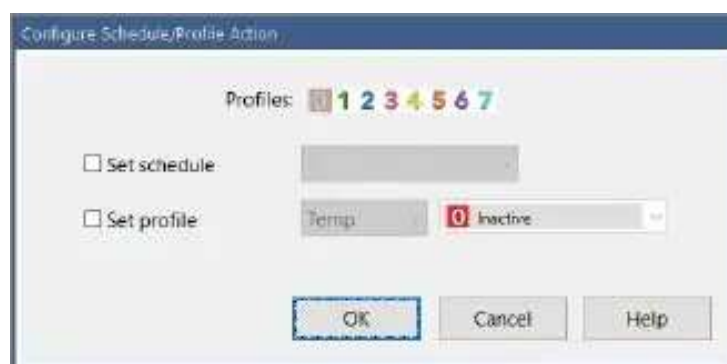 Configure Schedule/Profile Action
Profiles: 0 1 2 3 4 5 6 7
Set schedule
Set profile Temp 0 Inactive
OK Cancel Help